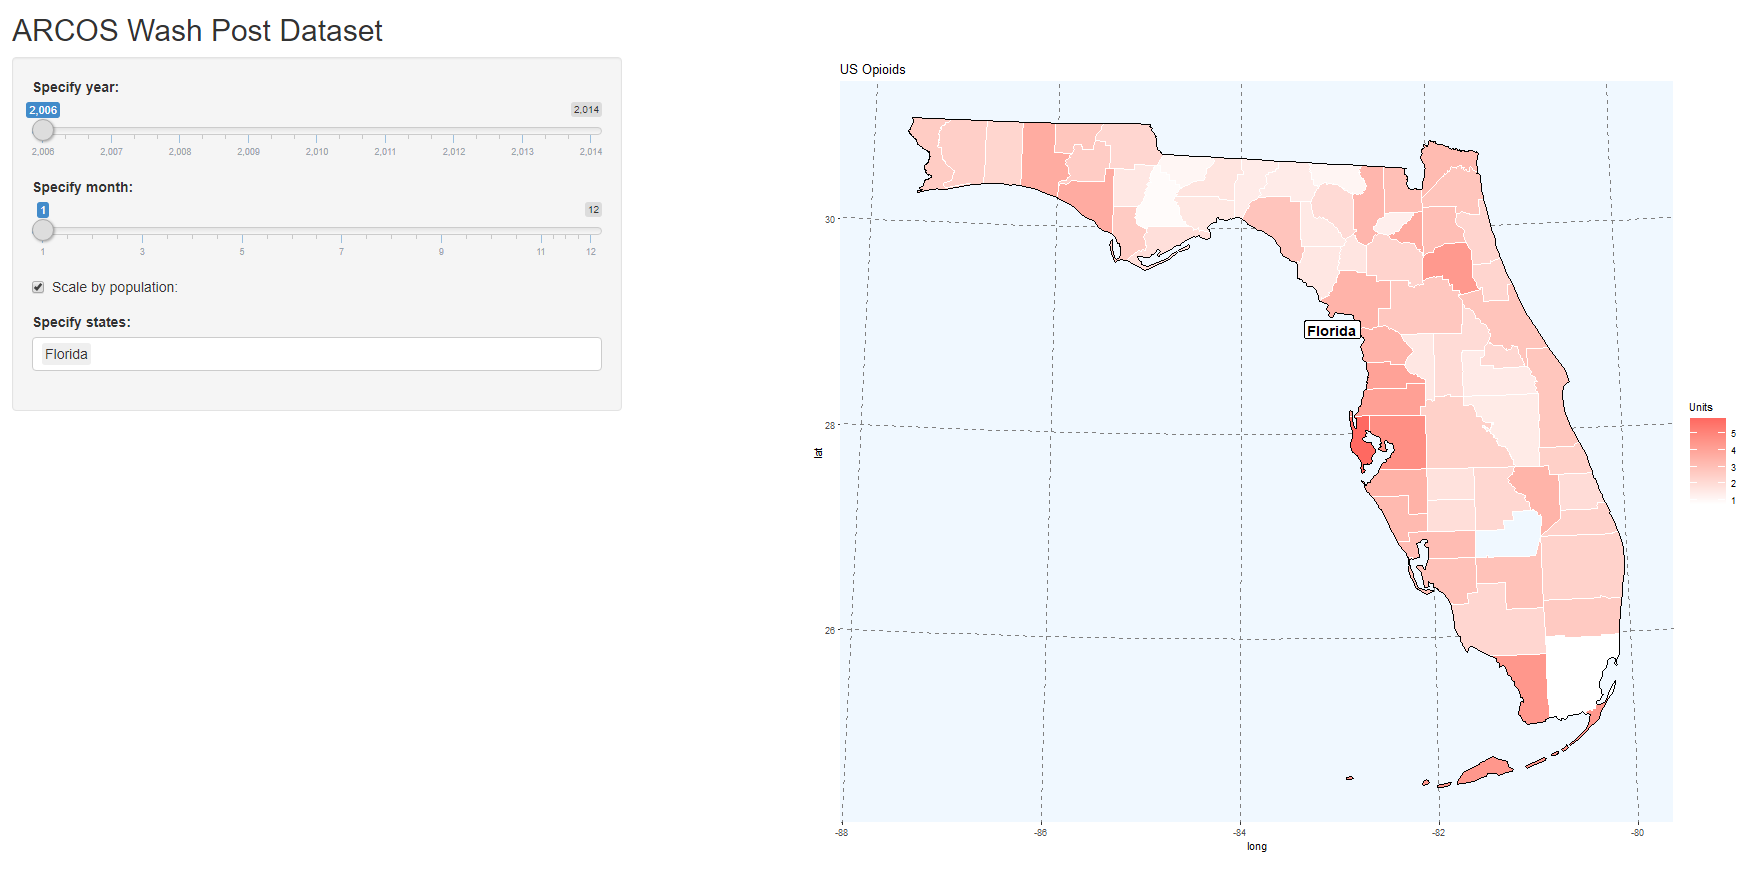 ARCOS Wash Post Dataset
Specify year:
2,006 2,014
2,006 2,007 2,008 2,009 2,010 2,011 2,012 2,013 2,014
Specify month:
1 12
1 3 5 7 9 11 12
Scale by population:
Specify states:
Florida
US Opioids
30
28
26
lat
Florida
-88 -86 -84 -82 -80
long
Units
5
4
3
2
1